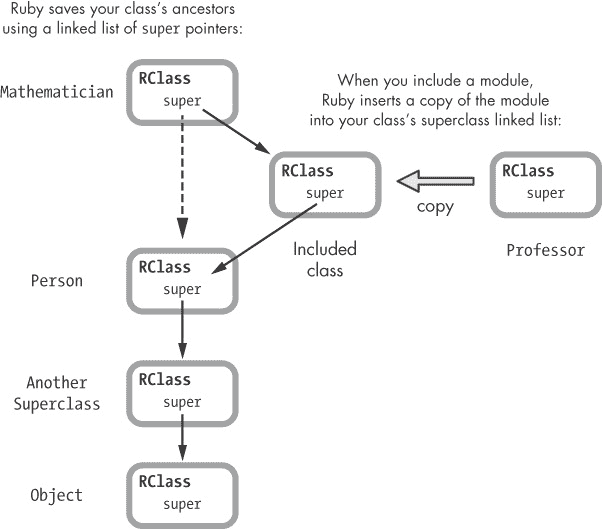 Ruby saves your class's ancestors
using a linked list of super pointers:
Mathematician
RClass
super
When you include a module,
Ruby inserts a copy of the module
into your class's superclass linked list:
RClass
super
Included
class
copy
RClass
super
Professor
Person
RClass
super
Another
Superclass
RClass
super
Object
RClass
super